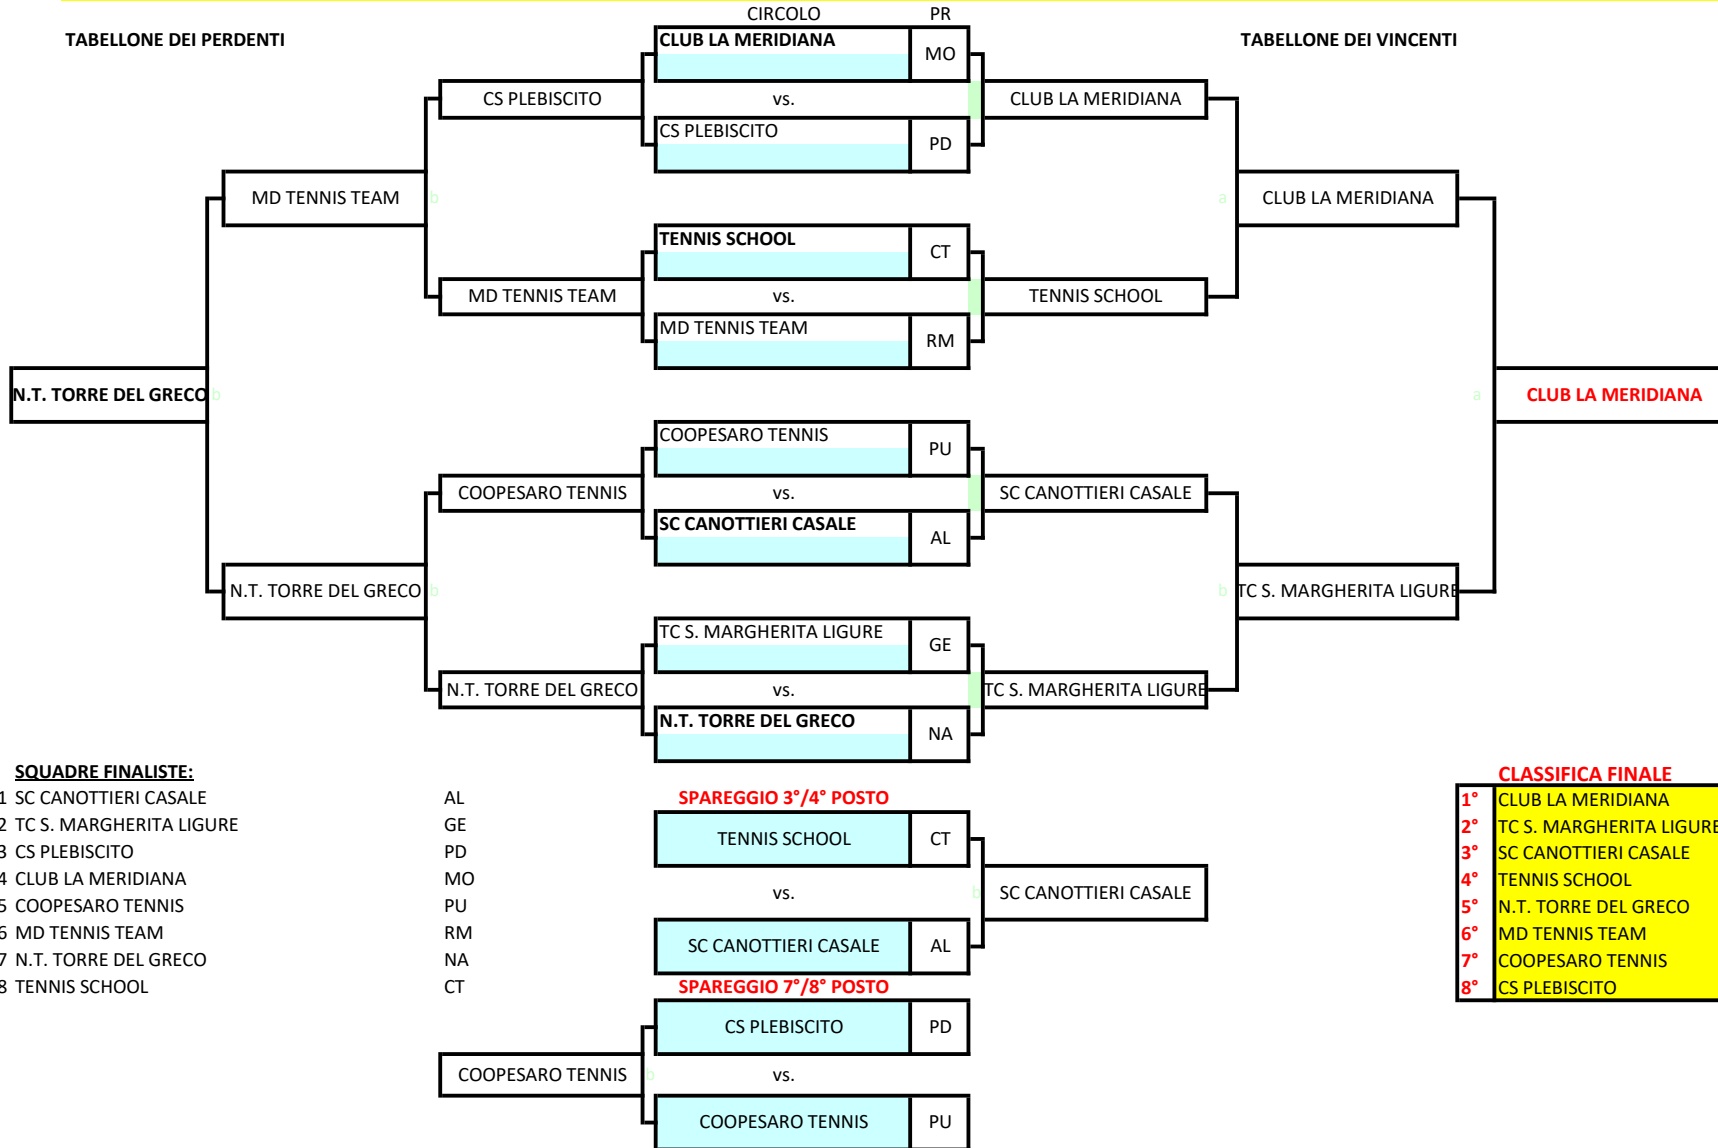 CIRCOLO PR
TABELLONE DEI PERDENTI
TABELLONE DEI VINCENTI
CLUB LA MERIDIANA MO
CS PLEBISCITO vs. CLUB LA MERIDIANA
CS PLEBISCITO PD
MD TENNIS TEAM b a CLUB LA MERIDIANA
TENNIS SCHOOL CT
MD TENNIS TEAM vs. TENNIS SCHOOL
MD TENNIS TEAM RM
N.T. TORRE DEL GRECO b a CLUB LA MERIDIANA
COOPESARO TENNIS PU
COOPESARO TENNIS vs. SC CANOTTIERI CASALE
SC CANOTTIERI CASALE AL
N.T. TORRE DEL GRECO b b TC S. MARGHERITA LIGURE
TC S. MARGHERITA LIGURE GE
N.T. TORRE DEL GRECO vs. TC S. MARGHERITA LIGURE
N.T. TORRE DEL GRECO NA
SQUADRE FINALISTE:
1 SC CANOTTIERI CASALE AL
2 TC S. MARGHERITA LIGURE GE
3 CS PLEBISCITO PD
4 CLUB LA MERIDIANA MO
5 COOPESARO TENNIS PU
6 MD TENNIS TEAM RM
7 N.T. TORRE DEL GRECO NA
8 TENNIS SCHOOL CT
SPAREGGIO 3°/4° POSTO
TENNIS SCHOOL CT
vs. b SC CANOTTIERI CASALE
SC CANOTTIERI CASALE AL
SPAREGGIO 7°/8° POSTO
CS PLEBISCITO PD
COOPESARO TENNIS b vs.
COOPESARO TENNIS PU
CLASSIFICA FINALE
1° CLUB LA MERIDIANA
2° TC S. MARGHERITA LIGURE
3° SC CANOTTIERI CASALE
4° TENNIS SCHOOL
5° N.T. TORRE DEL GRECO
6° MD TENNIS TEAM
7° COOPESARO TENNIS
8° CS PLEBISCITO